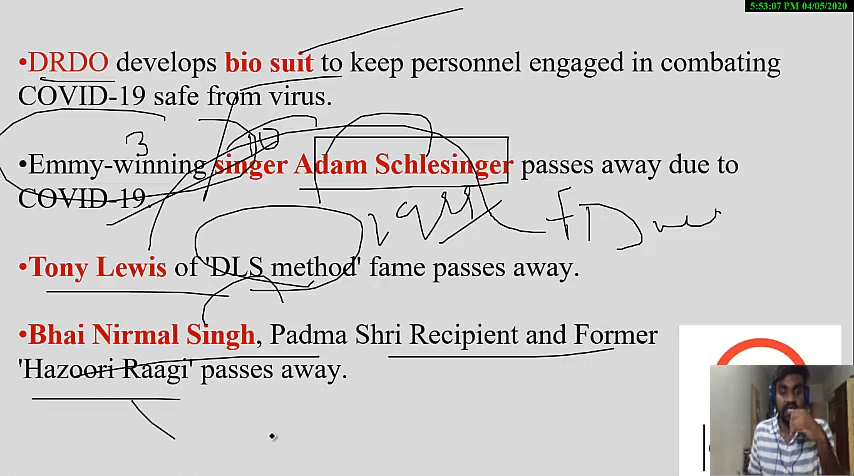 5:53:07 PM 04/05/2020
•DRDO develops bio suit to keep personnel engaged in combating
COVID-19 safe from virus.
3
10
•Emmy-winning singer Adam Schlesinger passes away due to
COVID-19.
•Tony Lewis of 'DLS method' fame passes away.
•Bhai Nirmal Singh, Padma Shri Recipient and Former
'Hazoori Raagi' passes away.